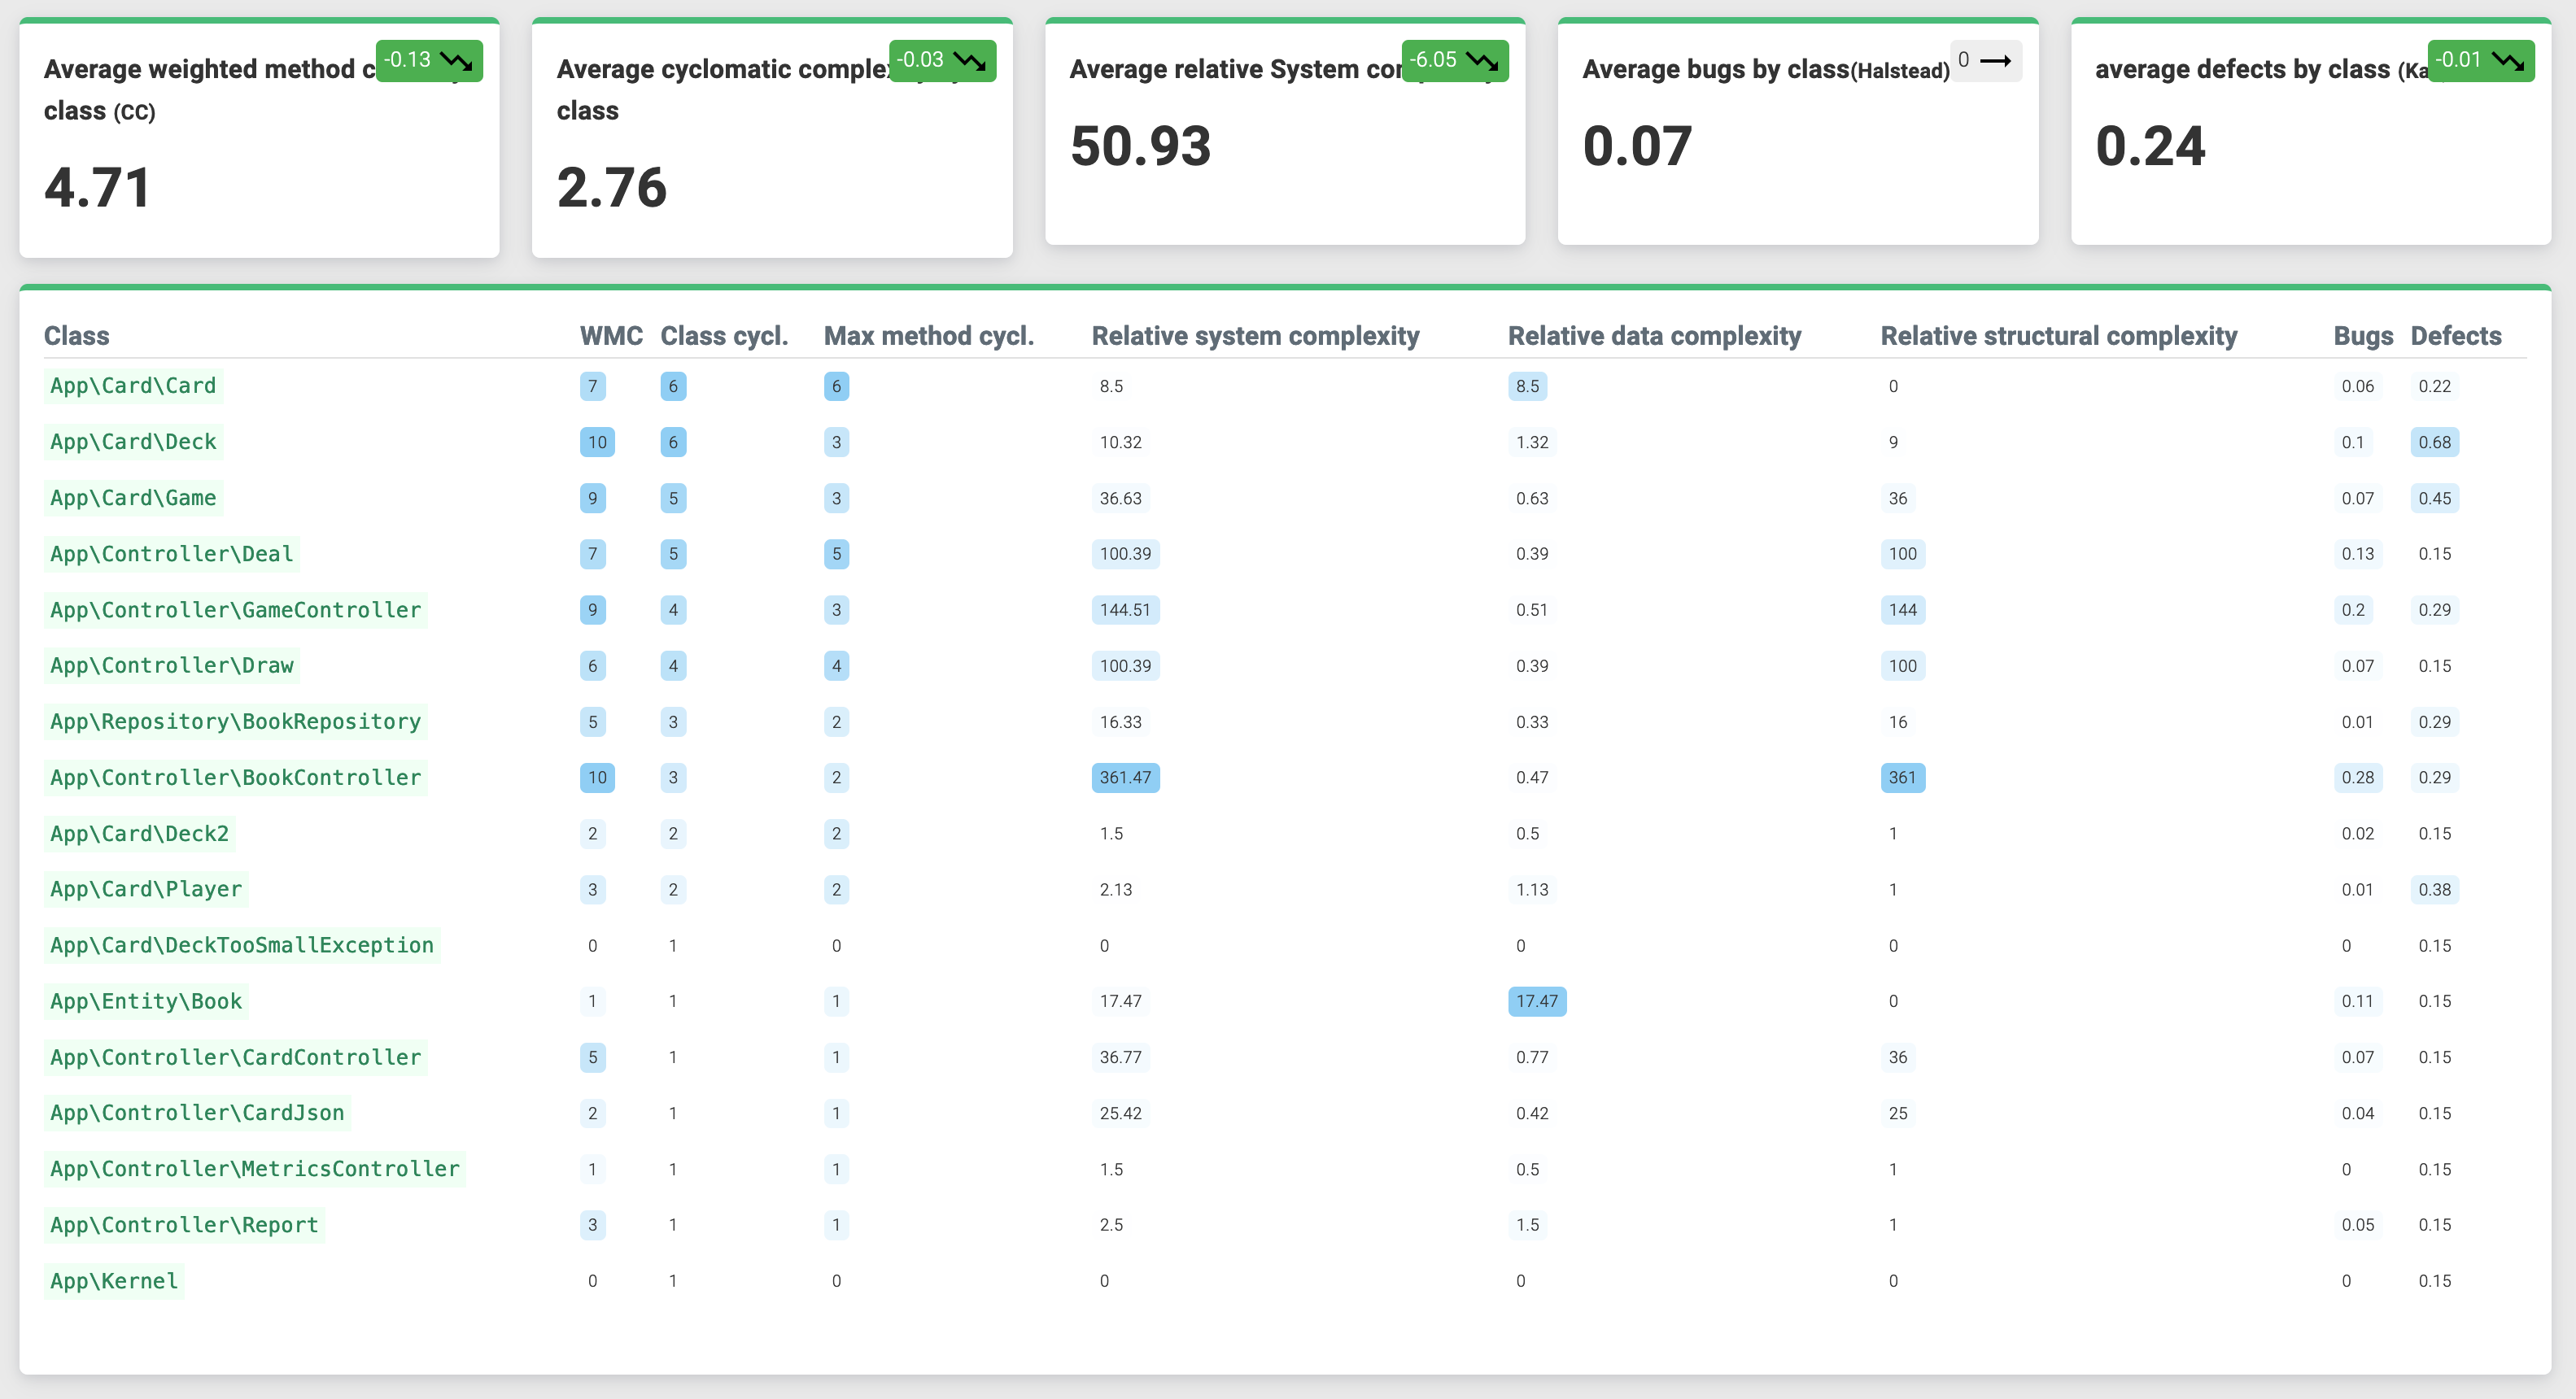 Average weighted method c -0.13
class (CC)
4.71
Average cyclomatic comple -0.03
class
2.76
Average relative System co -6.05
50.93
Average bugs by class(Halstead) 0
0.07
average defects by class (Ka -0.01
0.24
Class WMC Class cycl. Max method cycl. Relative system complexity Relative data complexity Relative structural complexity Bugs Defects
App\Card\Card 7 6 6 8.5 8.5 0 0.06 0.22
App\Card\Deck 10 6 3 10.32 1.32 9 0.1 0.68
App\Card\Game 9 5 3 36.63 0.63 36 0.07 0.45
App\Controller\Deal 7 5 5 100.39 0.39 100 0.13 0.15
App\Controller\GameController 9 4 3 144.51 0.51 144 0.2 0.29
App\Controller\Draw 6 4 4 100.39 0.39 100 0.07 0.15
App\Repository\BookRepository 5 3 2 16.33 0.33 16 0.01 0.29
App\Controller\BookController 10 3 2 361.47 0.47 361 0.28 0.29
App\Card\Deck2 2 2 2 1.5 0.5 1 0.02 0.15
App\Card\Player 3 2 2 2.13 1.13 1 0.01 0.38
App\Card\DeckTooSmallException 0 1 0 0 0 0 0 0.15
App\Entity\Book 1 1 1 17.47 17.47 0 0.11 0.15
App\Controller\CardController 5 1 1 36.77 0.77 36 0.07 0.15
App\Controller\CardJson 2 1 1 25.42 0.42 25 0.04 0.15
App\Controller\MetricsController 1 1 1 1.5 0.5 1 0 0.15
App\Controller\Report 3 1 1 2.5 1.5 1 0.05 0.15
App\Kernel 0 1 0 0 0 0 0 0.15